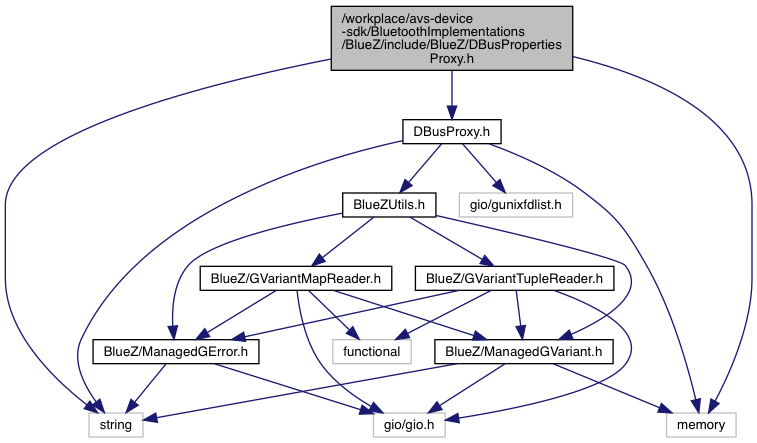 /workplace/avs-device
-sdk/BluetoothImplementations
/BlueZ/include/BlueZ/DBusProperties
Proxy.h
DBusProxy.h
BlueZUtils.h
gio/gunixfdlist.h
BlueZ/GVariantMapReader.h
BlueZ/GVariantTupleReader.h
BlueZ/ManagedGError.h
functional
BlueZ/ManagedGVariant.h
string
gio/gio.h
memory